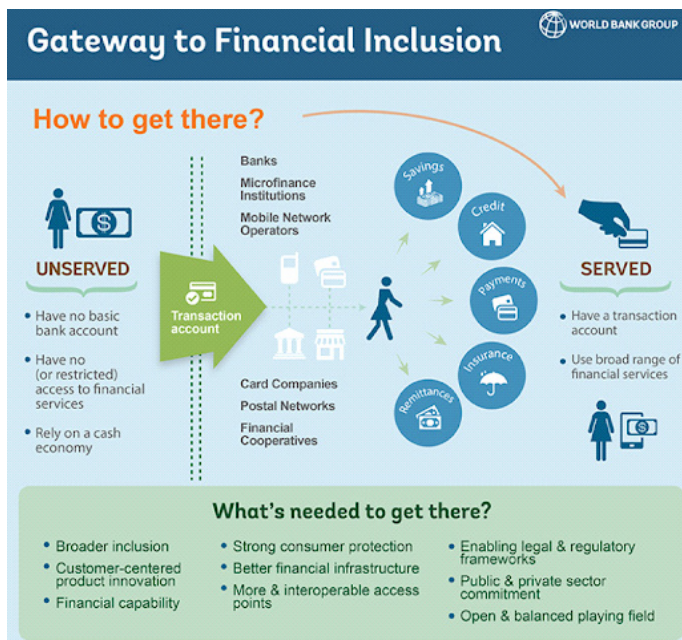 Gateway to Financial Inclusion
WORLD BANK GROUP
How to get there?
UNSERVED
• Have no basic
bank account
• Have no
(or restricted)
access to financial
services
• Rely on a cash
economy
Transaction
account
Banks
Microfinance
Institutions
Mobile Network
Operators
Card Companies
Postal Networks
Financial
Cooperatives
Savings
Credit
Payments
Insurance
Remittances
SERVED
• Have a transaction
account
• Use broad range of
financial services
What's needed to get there?
• Broader inclusion
• Customer-centered
product innovation
• Financial capability
• Strong consumer protection
• Better financial infrastructure
• More & interoperable access
points
• Enabling legal & regulatory
frameworks
• Public & private sector
commitment
• Open & balanced playing field